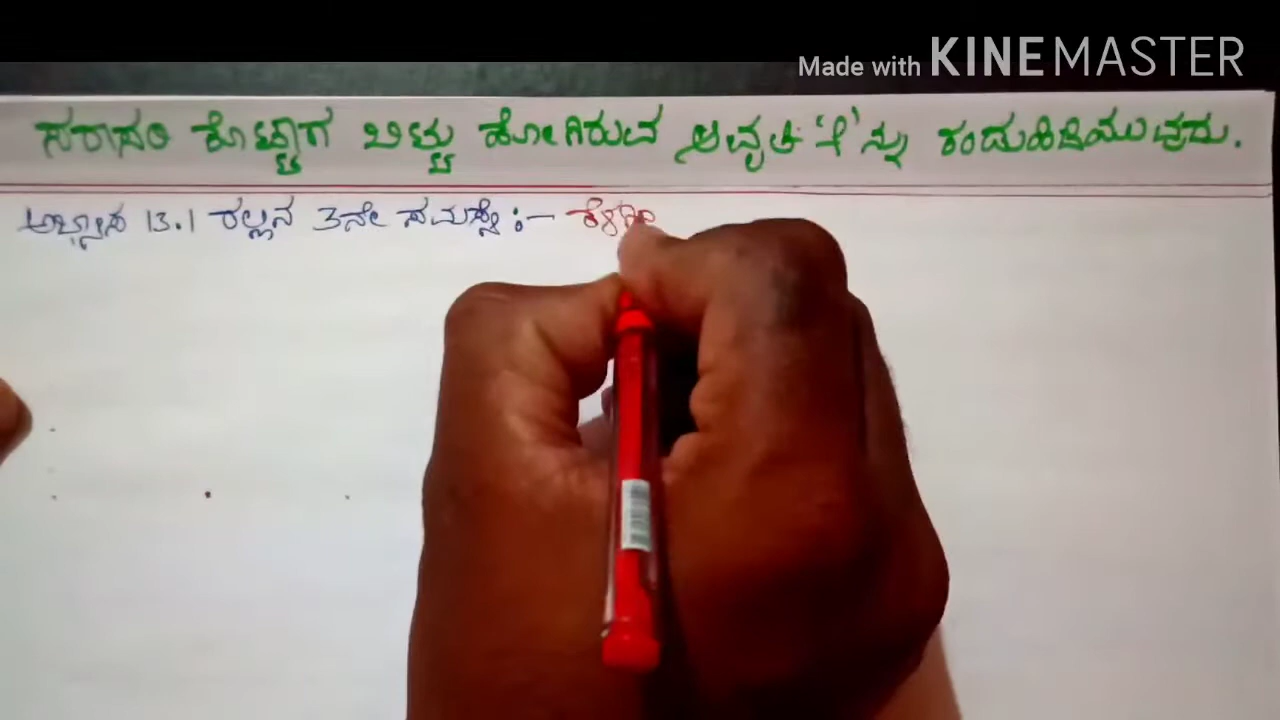 Made with KINEMASTER
ಸರಾಸರಿ ಕೊಟ್ಟಾಗ ಬಿಟ್ಟು ಹೋಗಿರುವ ಆವೃತ್ತಿ 'f' ನ್ನು ಕಂಡುಹಿಡಿಯುವುದು.
ಅಭ್ಯಾಸ 13.1 ರಲ್ಲಿನ 3ನೇ ಸಮಸ್ಯೆ :-